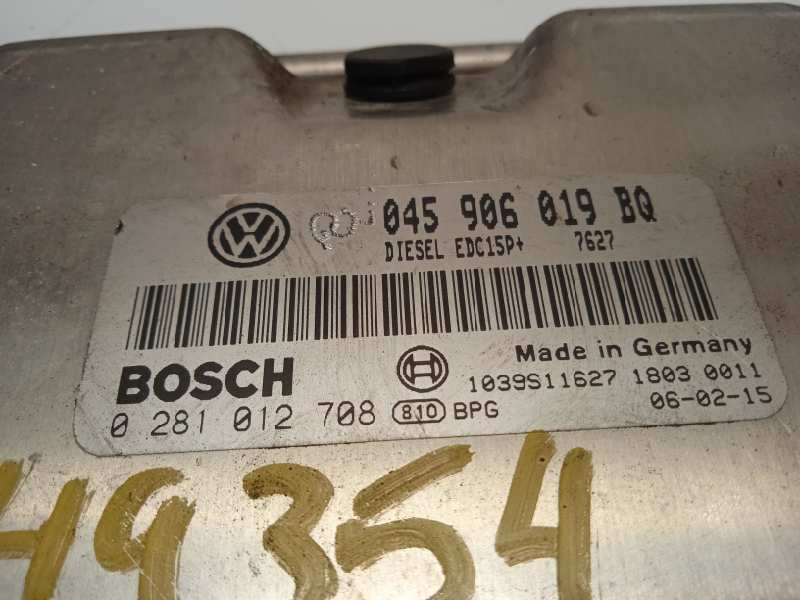 VW 045 906 019 BQ
DIESEL EDC15P+ 7627
Made in Germany
BOSCH
1039S11627 1803 0011
0 281 012 708 810 BPG 06-02-15
49354